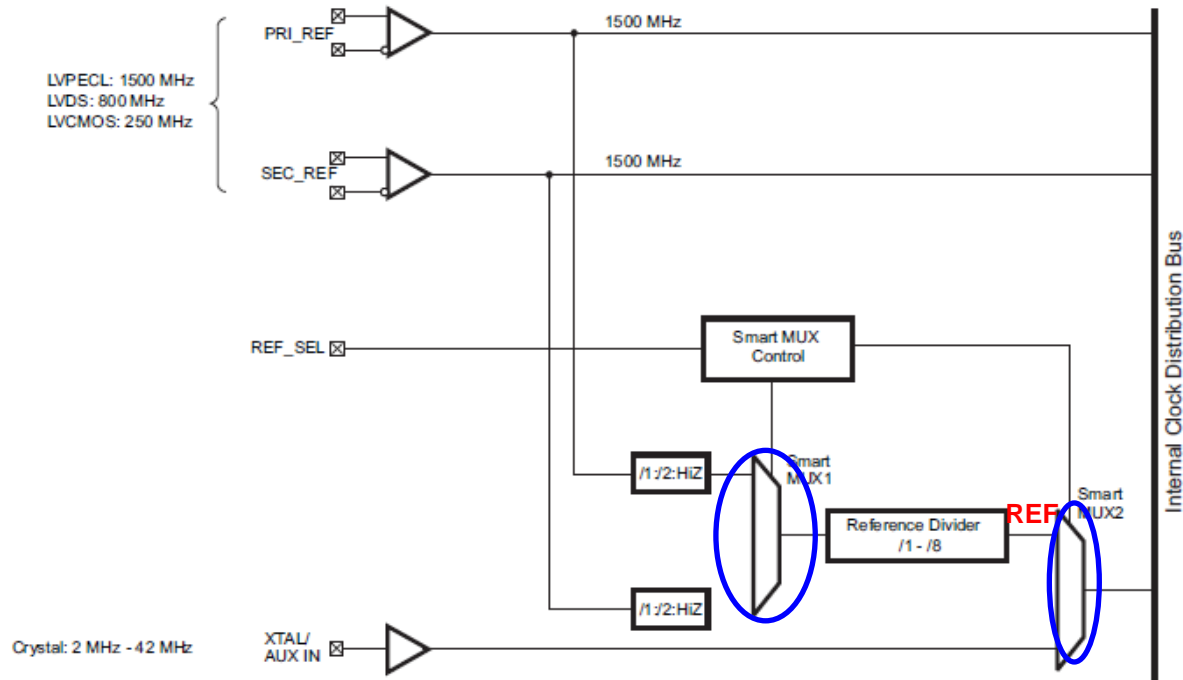 PRI_REF
1500 MHz
LVPECL: 1500 MHz
LVDS: 800 MHz
LVCMOS: 250 MHz
SEC_REF
1500 MHz
Internal Clock Distribution Bus
REF_SEL
Smart MUX
Control
/1:/2:HiZ
Smart
MUX1
Reference Divider
/1 - /8
REF
Smart
MUX2
/1:/2:HiZ
Crystal: 2 MHz - 42 MHz
XTAL/
AUX IN